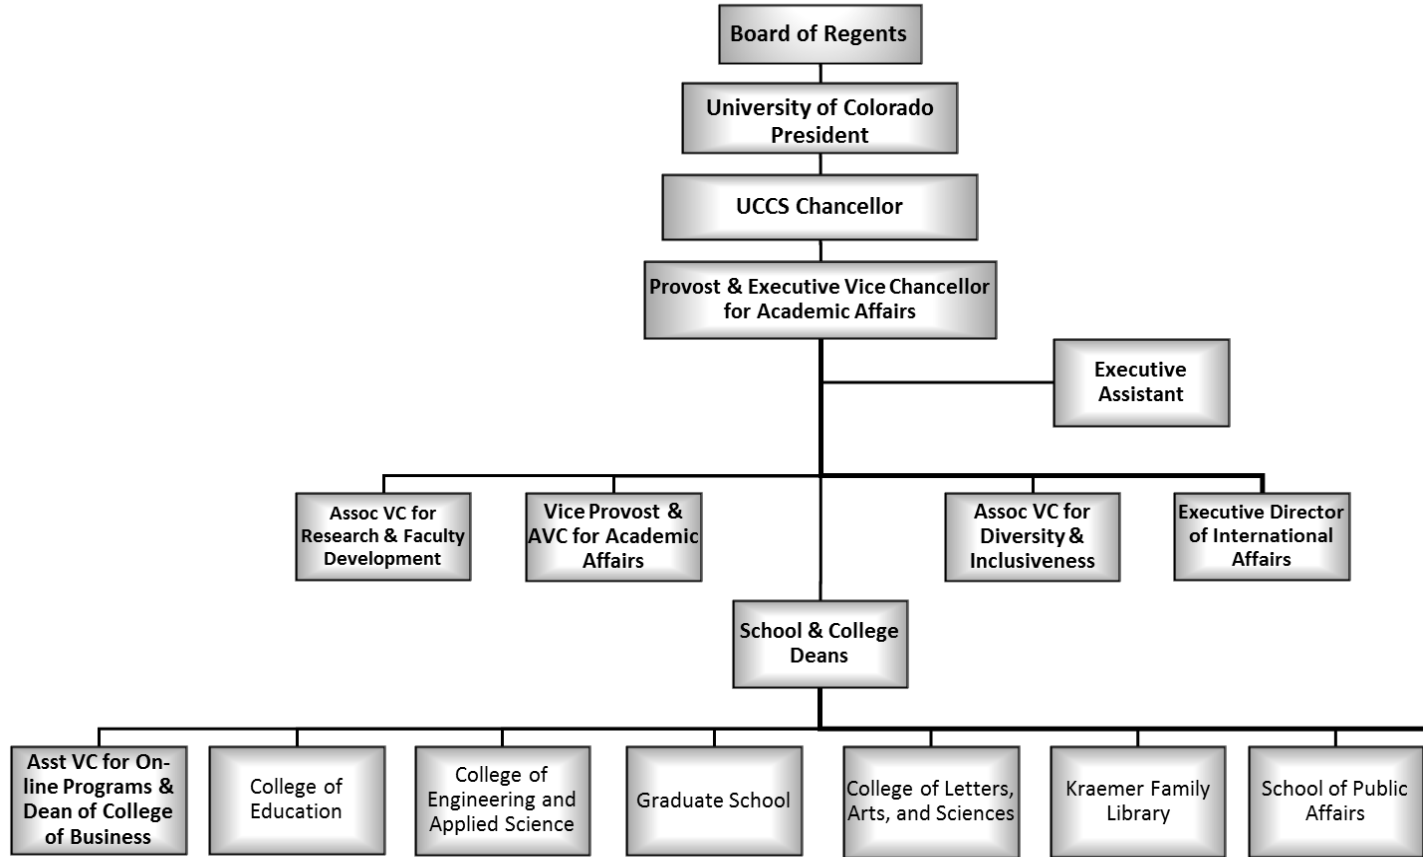 Board of Regents
University of Colorado
President
UCCS Chancellor
Provost & Executive Vice Chancellor
for Academic Affairs
Executive
Assistant
Assoc VC for
Research & Faculty
Development
Vice Provost &
AVC for Academic
Affairs
Assoc VC for
Diversity &
Inclusiveness
Executive Director
of International
Affairs
School & College
Deans
Asst VC for On-
line Programs &
Dean of College
of Business
College of
Education
College of
Engineering and
Applied Science
Graduate School
College of Letters,
Arts, and Sciences
Kraemer Family
Library
School of Public
Affairs